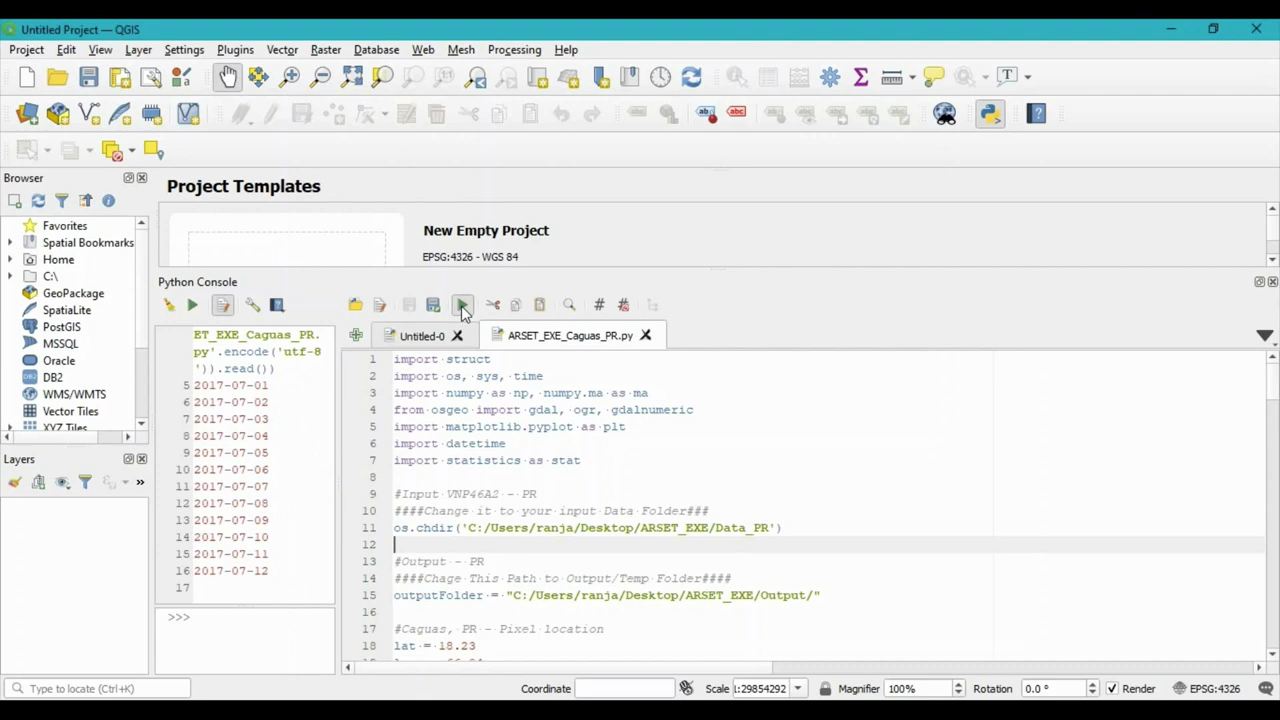 Untitled Project — QGIS
Project Edit View Layer Settings Plugins Vector Raster Database Web Mesh Processing Help
Browser
Favorites
Spatial Bookmarks
Home
C:\
GeoPackage
SpatiaLite
PostGIS
MSSQL
Oracle
DB2
WMS/WMTS
Vector Tiles
XYZ Tiles
Layers
Project Templates
New Empty Project
EPSG:4326 - WGS 84
Python Console
ET_EXE_Caguas_PR.
py'.encode('utf-8
')).read())
5 2017-07-01
6 2017-07-02
7 2017-07-03
8 2017-07-04
9 2017-07-05
10 2017-07-06
11 2017-07-07
12 2017-07-08
13 2017-07-09
14 2017-07-10
15 2017-07-11
16 2017-07-12
17
>>>
Untitled-0 ARSET_EXE_Caguas_PR.py
1 import struct
2 import os, sys, time
3 import numpy as np, numpy.ma as ma
4 from osgeo import gdal, ogr, gdalnumeric
5 import matplotlib.pyplot as plt
6 import datetime
7 import statistics as stat
8
9 #Input VNP46A2 - PR
10 ####Change it to your input Data Folder###
11 os.chdir('C:/Users/ranja/Desktop/ARSET_EXE/Data_PR')
12
13 #Output - PR
14 ####Chage This Path to Output/Temp Folder####
15 outputFolder = "C:/Users/ranja/Desktop/ARSET_EXE/Output/"
16
17 #Caguas, PR - Pixel location
18 lat = 18.23
Type to locate (Ctrl+K) Coordinate Scale 1:29854292 Magnifier 100% Rotation 0.0 ° Render EPSG:4326